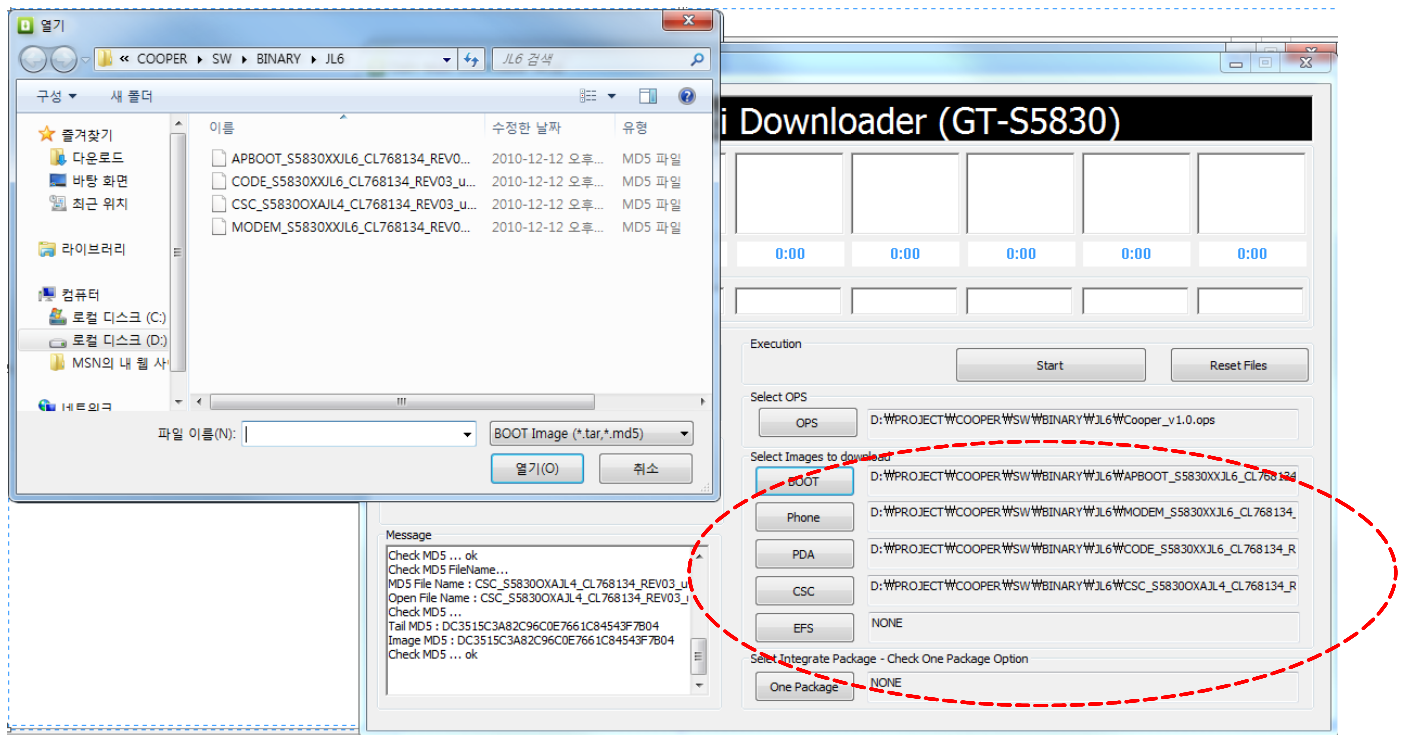 열기
« COOPER ▸ SW ▸ BINARY ▸ JL6
JL6 검색
구성 ▼ 새 폴더
즐겨찾기
다운로드
바탕 화면
최근 위치
라이브러리
컴퓨터
로컬 디스크 (C:)
로컬 디스크 (D:)
MSN의 내 웹 사
네트워크
이름 수정한 날짜 유형
APBOOT_S5830XXJL6_CL768134_REV0... 2010-12-12 오후... MD5 파일
CODE_S5830XXJL6_CL768134_REV03_u... 2010-12-12 오후... MD5 파일
CSC_S5830OXAJL4_CL768134_REV03_u... 2010-12-12 오후... MD5 파일
MODEM_S5830XXJL6_CL768134_REV0... 2010-12-12 오후... MD5 파일
파일 이름(N):
BOOT Image (*.tar,*.md5)
열기(O) 취소
i Downloader (GT-S5830)
0:00 0:00 0:00 0:00 0:00
Execution
Start Reset Files
Select OPS
OPS D:₩PROJECT₩COOPER₩SW₩BINARY₩JL6₩Cooper_v1.0.ops
Select Images to download
BOOT D:₩PROJECT₩COOPER₩SW₩BINARY₩JL6₩APBOOT_S5830XXJL6_CL768134
Phone D:₩PROJECT₩COOPER₩SW₩BINARY₩JL6₩MODEM_S5830XXJL6_CL768134_
PDA D:₩PROJECT₩COOPER₩SW₩BINARY₩JL6₩CODE_S5830XXJL6_CL768134_R
CSC D:₩PROJECT₩COOPER₩SW₩BINARY₩JL6₩CSC_S5830OXAJL4_CL768134_R
EFS NONE
Selct Integrate Package - Check One Package Option
One Package NONE
Message
Check MD5 ... ok
Check MD5 FileName...
MD5 File Name : CSC_S5830OXAJL4_CL768134_REV03_u
Open File Name : CSC_S5830OXAJL4_CL768134_REV03_
Check MD5 ...
Tail MD5 : DC3515C3A82C96C0E7661C84543F7B04
Image MD5 : DC3515C3A82C96C0E7661C84543F7B04
Check MD5 ... ok